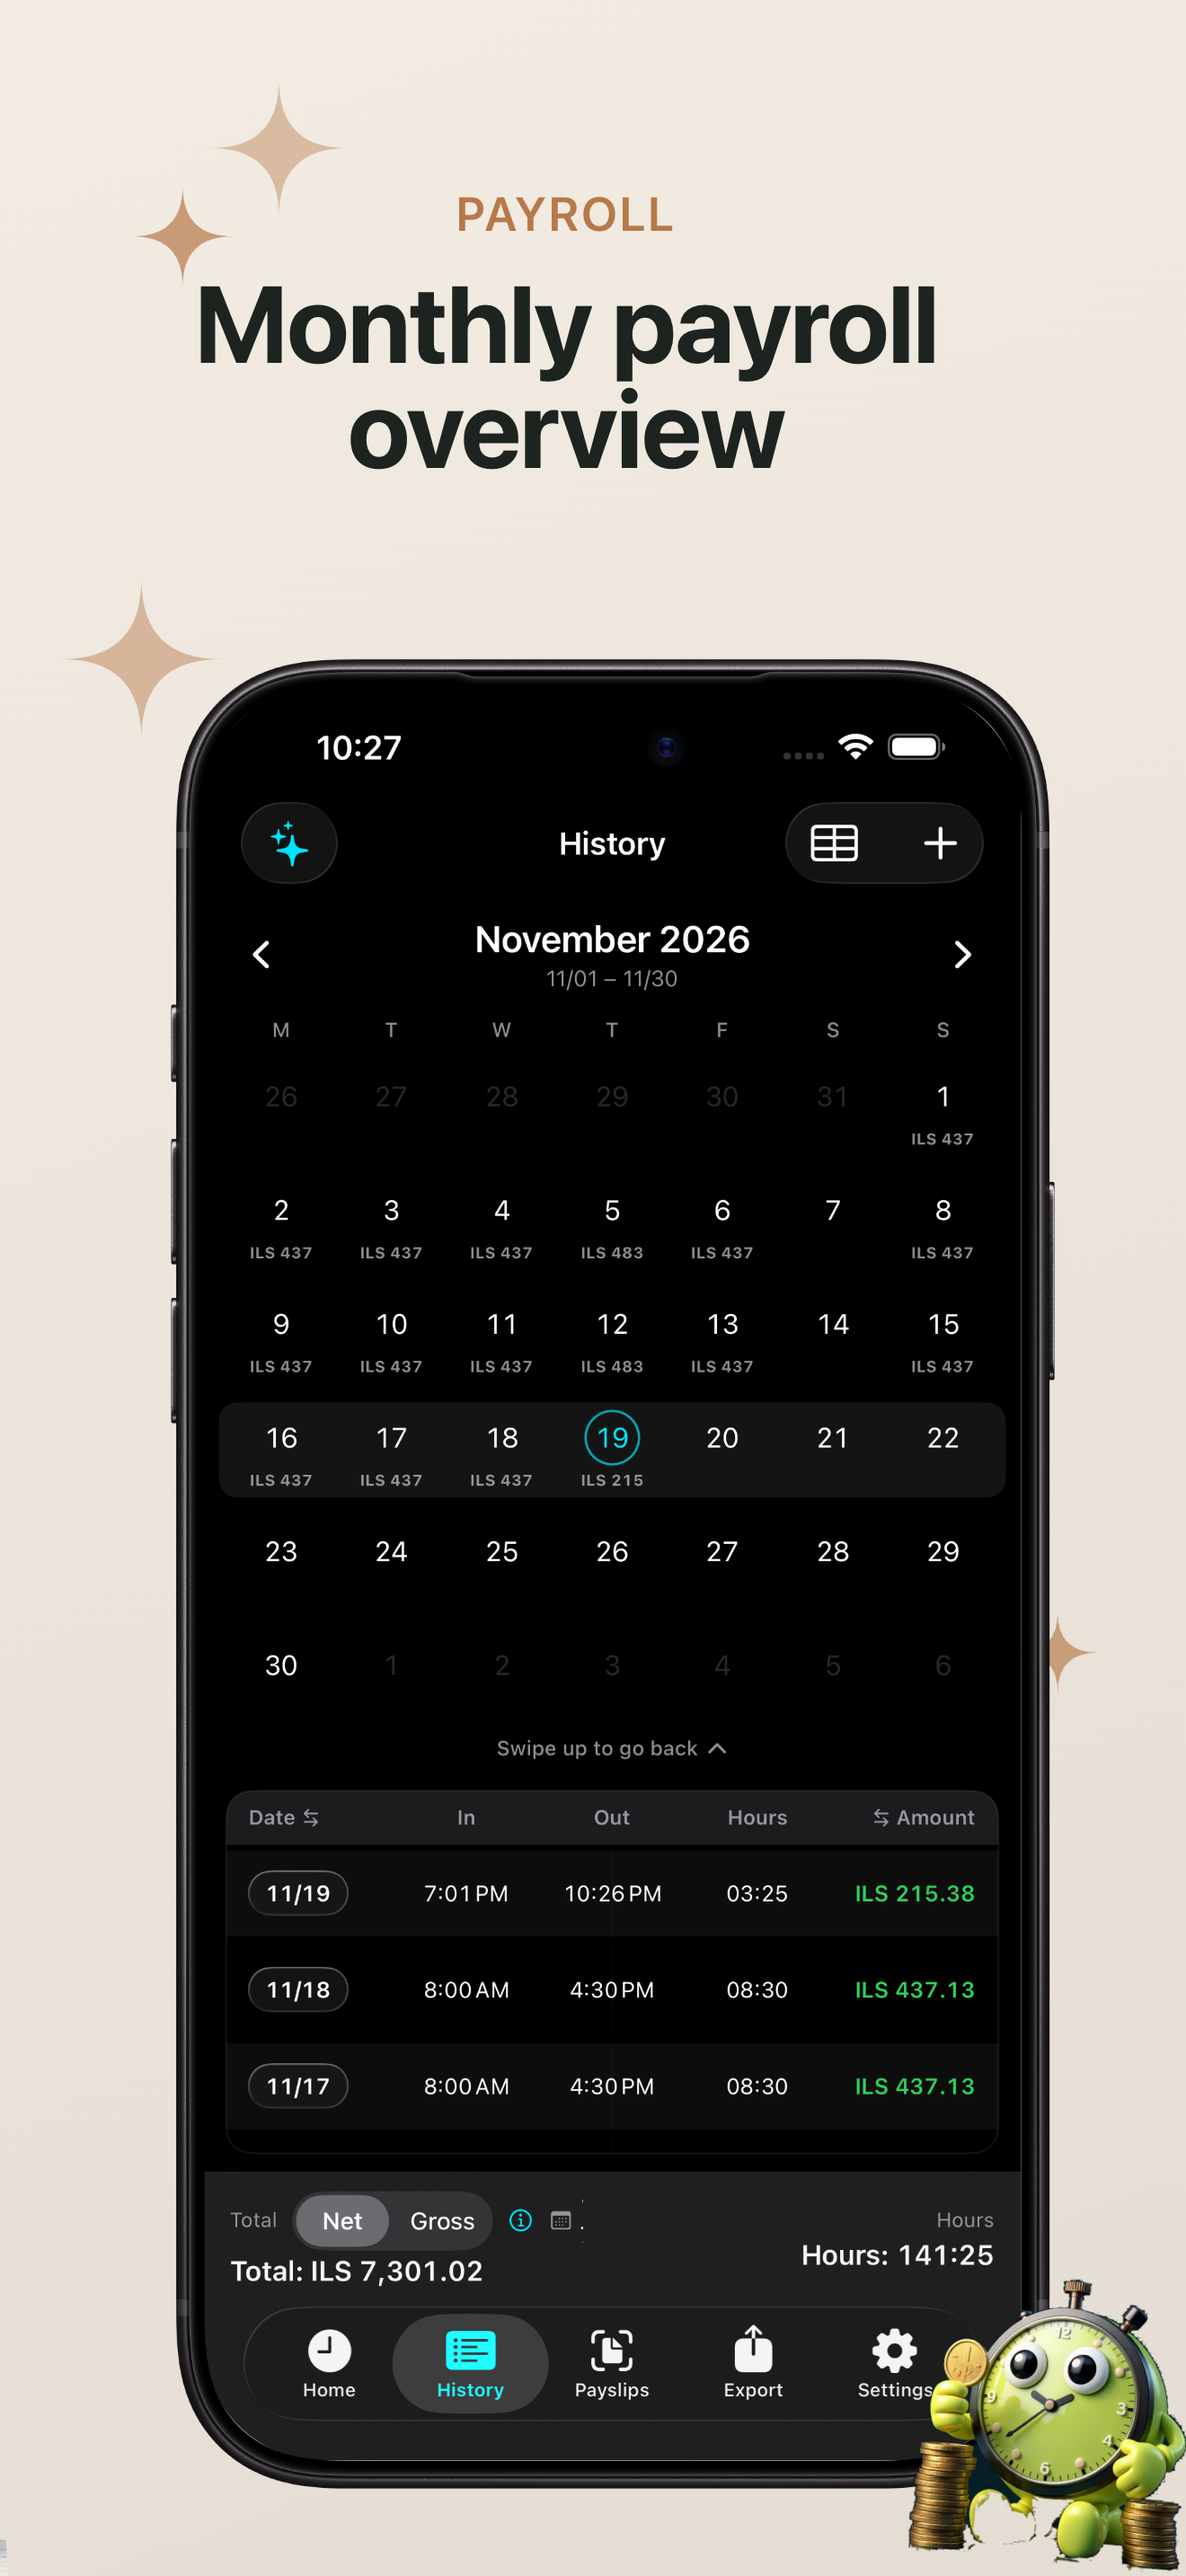 PAYROLL
Monthly payroll
overview
10:27
History
November 2026
11/01 – 11/30
M T W T F S S
26 27 28 29 30 31 1
ILS 437
2 3 4 5 6 7 8
ILS 437 ILS 437 ILS 437 ILS 483 ILS 437 ILS 437
9 10 11 12 13 14 15
ILS 437 ILS 437 ILS 437 ILS 483 ILS 437 ILS 437
16 17 18 19 20 21 22
ILS 437 ILS 437 ILS 437 ILS 215
23 24 25 26 27 28 29
30 1 2 3 4 5 6
Swipe up to go back
Date In Out Hours Amount
11/19 7:01 PM 10:26 PM 03:25 ILS 215.38
11/18 8:00 AM 4:30 PM 08:30 ILS 437.13
11/17 8:00 AM 4:30 PM 08:30 ILS 437.13
Total Net Gross Hours
Total: ILS 7,301.02 Hours: 141:25
Home History Payslips Export Settings
12
9 3
4
6